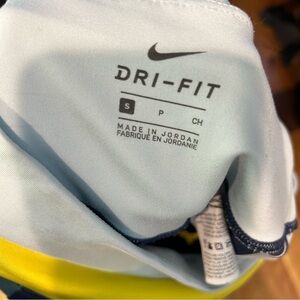 DRI-FIT
S P CH
MADE IN JORDAN
FABRIQUÉ EN JORDANIE